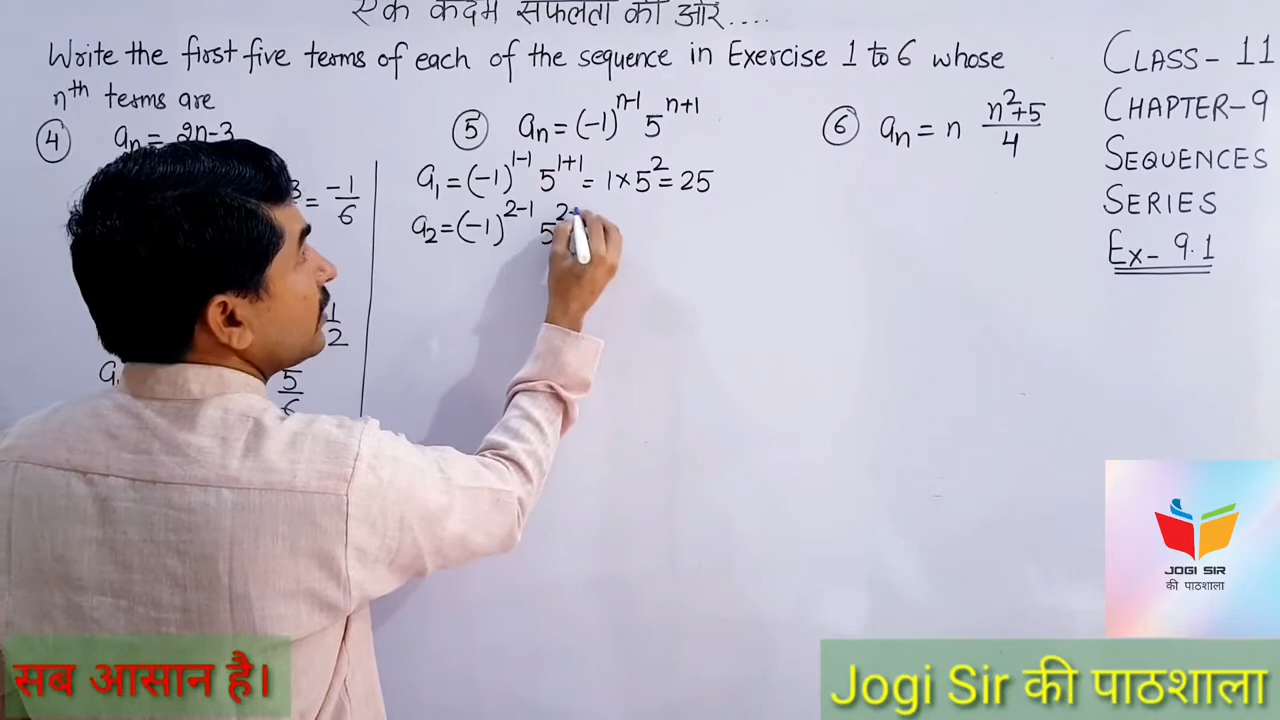 एक कदम सफलता की ओर....
Write the first five terms of each of the sequence in Exercise 1 to 6 whose
nth terms are
④ an = 2n-3
3 = -1/6
1/2
a
5/6
⑤ an = (-1)^n-1 5^n+1
a1 = (-1)^1-1 5^1+1 = 1×5^2 = 25
a2 = (-1)^2-1 5^2-
⑥ an = n n^2+5/4
CLASS- 11
CHAPTER-9
SEQUENCES
SERIES
Ex- 9.1
JOGI SIR
की पाठशाला
सब आसान है।
Jogi Sir की पाठशाला